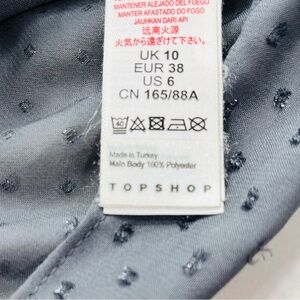 MANTENER ALEJADO DEL FUEGO
MANTER AFASTADO DO FOGO
JAUHKAN DARI API
远离火源
火気から遠ざけて下さい。
UK 10
EUR 38
US 6
CN 165/88A
40
Made in Turkey
Main Body 100% Polyester
TOPSHOP